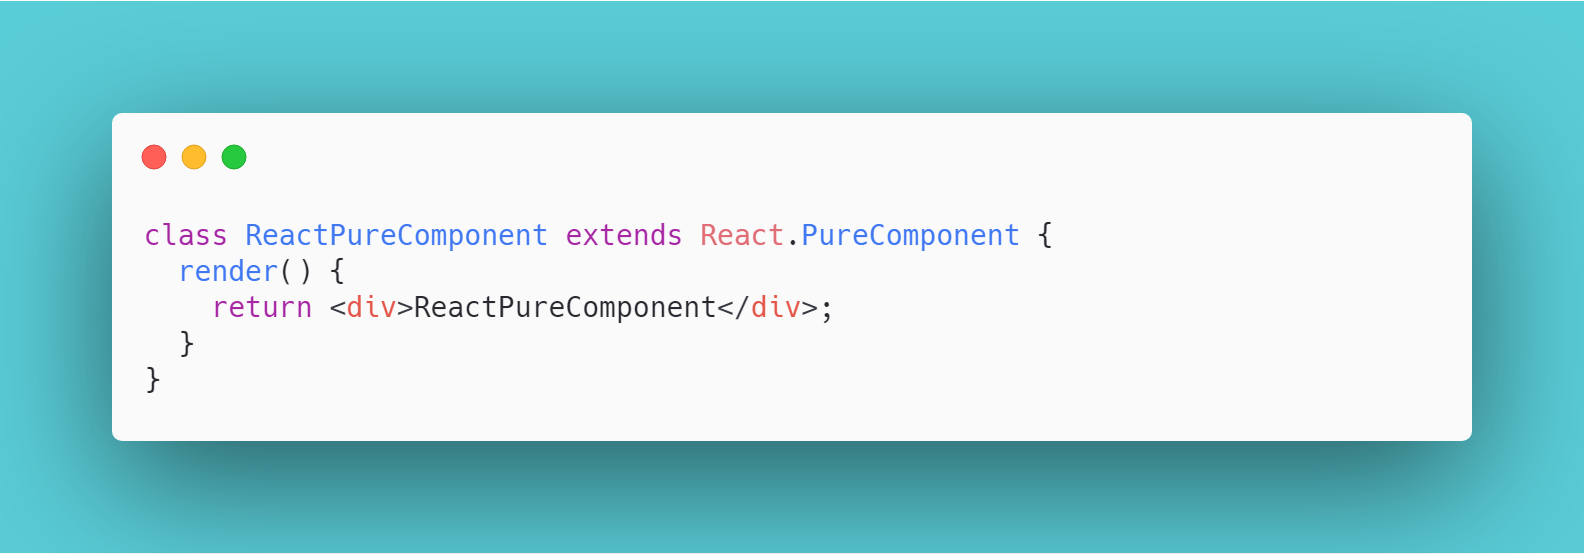 class ReactPureComponent extends React.PureComponent {
  render() {
    return <div>ReactPureComponent</div>;
  }
}